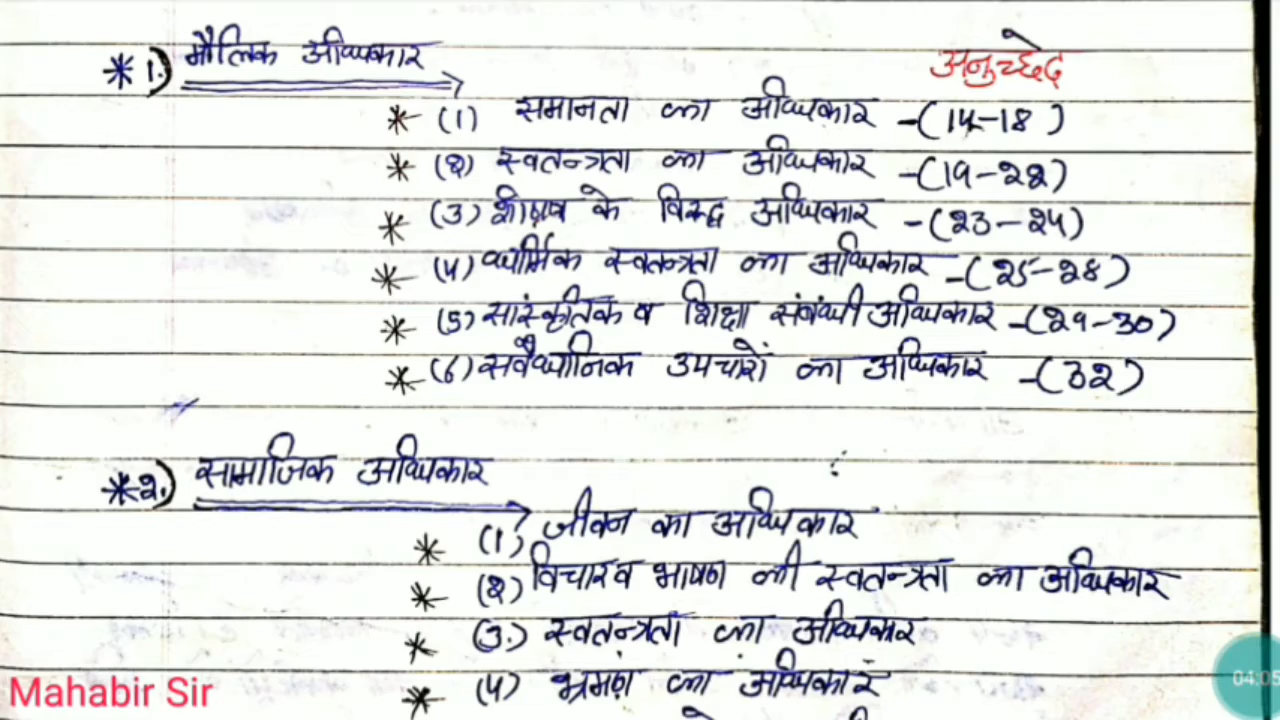 * 1.) मौलिक अधिकार
अनुच्छेद
* (1) समानता का अधिकार -(14-18)
* (2) स्वतन्त्रता का अधिकार -(19-22)
* (3) शोषण के विरुद्ध अधिकार -(23-24)
* (4) धार्मिक स्वतन्त्रता का अधिकार -(25-28)
* (5) सांस्कृतिक व शिक्षा संबंधी अधिकार -(29-30)
* (6) सवैधानिक उपचारों का अधिकार -(32)
* 2.) सामाजिक अधिकार
* (1) जीवन का अधिकार
* (2) विचार व भाषण की स्वतन्त्रता का अधिकार
* (3.) स्वतन्त्रता का अधिकार
* (4) भ्रमण का अधिकार
Mahabir Sir
04:05